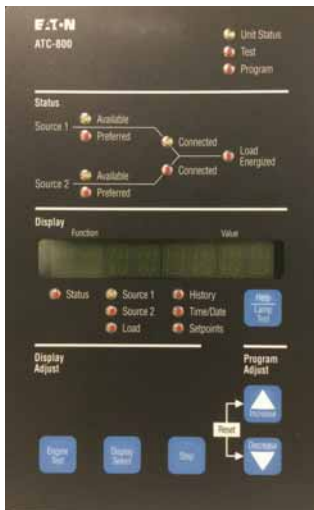 EATON
ATC-800
Unit Status
Test
Program
Status
Source 1
Available
Preferred
Connected
Load
Energized
Source 2
Available
Preferred
Connected
Display
Function
Value
Status
Source 1
Source 2
Load
History
Time/Date
Setpoints
Help
Lamp
Test
Display
Adjust
Program
Adjust
Increase
Reset
Decrease
Engine
Test
Display
Select
Step